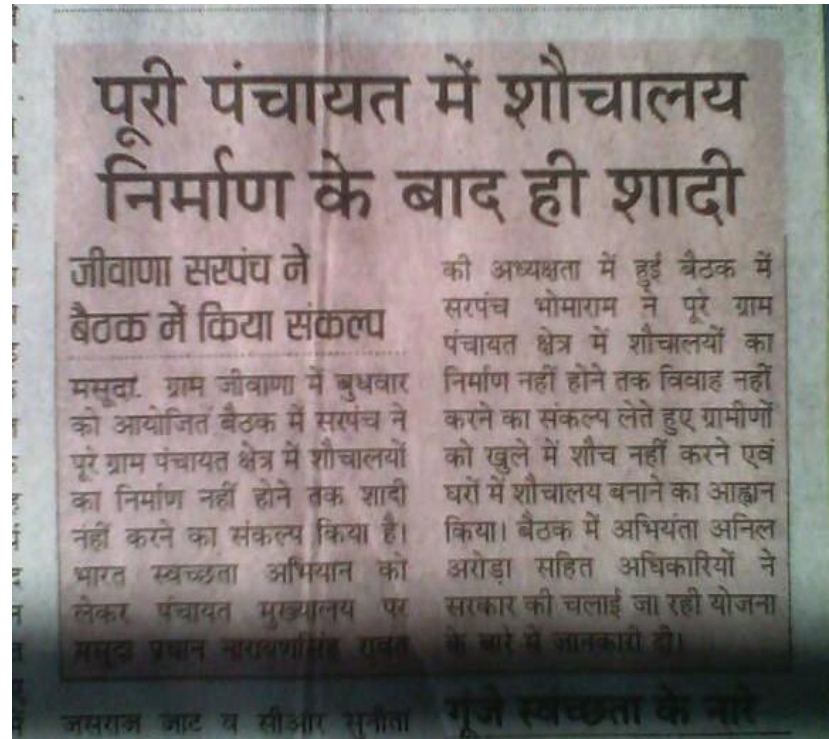 पूरी पंचायत में शौचालय
निर्माण के बाद ही शादी
जीवाणा सरपंच ने
बैठक में किया संकल्प
मसूदा. ग्राम जीवाणा में बुधवार
को आयोजित बैठक में सरपंच ने
पूरे ग्राम पंचायत क्षेत्र में शौचालयों
का निर्माण नहीं होने तक शादी
नहीं करने का संकल्प किया है।
भारत स्वच्छता अभियान को
लेकर पंचायत मुख्यालय पर
मसूदा प्रधान नारायणसिंह रावत
की अध्यक्षता में हुई बैठक में
सरपंच भोमाराम ने पूरे ग्राम
पंचायत क्षेत्र में शौचालयों का
निर्माण नहीं होने तक विवाह नहीं
करने का संकल्प लेते हुए ग्रामीणों
को खुले में शौच नहीं करने एवं
घरों में शौचालय बनाने का आह्वान
किया। बैठक में अभियंता अनिल
अरोड़ा सहित अधिकारियों ने
सरकार की चलाई जा रही योजना
के बारे में जानकारी दी।
जसराज जाट व सीआर सुनीता
गूंजे स्वच्छता के नारे